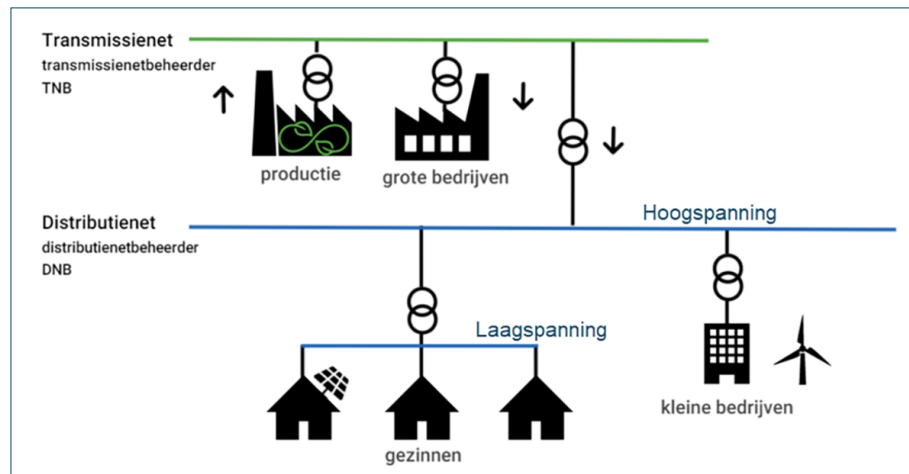 Transmissienet
transmissienetbeheerder
TNB
productie
grote bedrijven
Distributienet
distributienetbeheerder
DNB
Hoogspanning
Laagspanning
kleine bedrijven
gezinnen